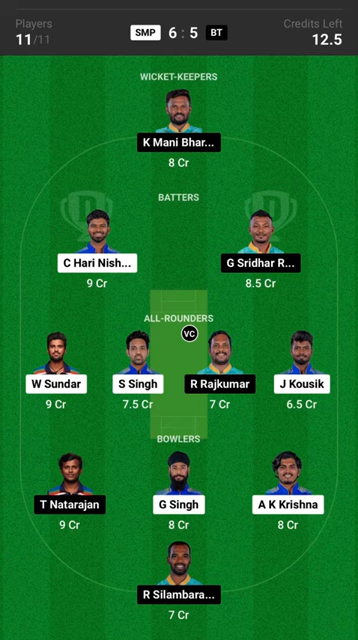 Players
11/11
SMP 6 : 5 BT
Credits Left
12.5
WICKET-KEEPERS
K Mani Bhar...
8 Cr
BATTERS
C Hari Nish...
9 Cr
G Sridhar R...
8.5 Cr
ALL-ROUNDERS
VC
W Sundar
9 Cr
S Singh
7.5 Cr
R Rajkumar
7 Cr
J Kousik
6.5 Cr
BOWLERS
T Natarajan
9 Cr
G Singh
8 Cr
A K Krishna
8 Cr
R Silambara...
7 Cr